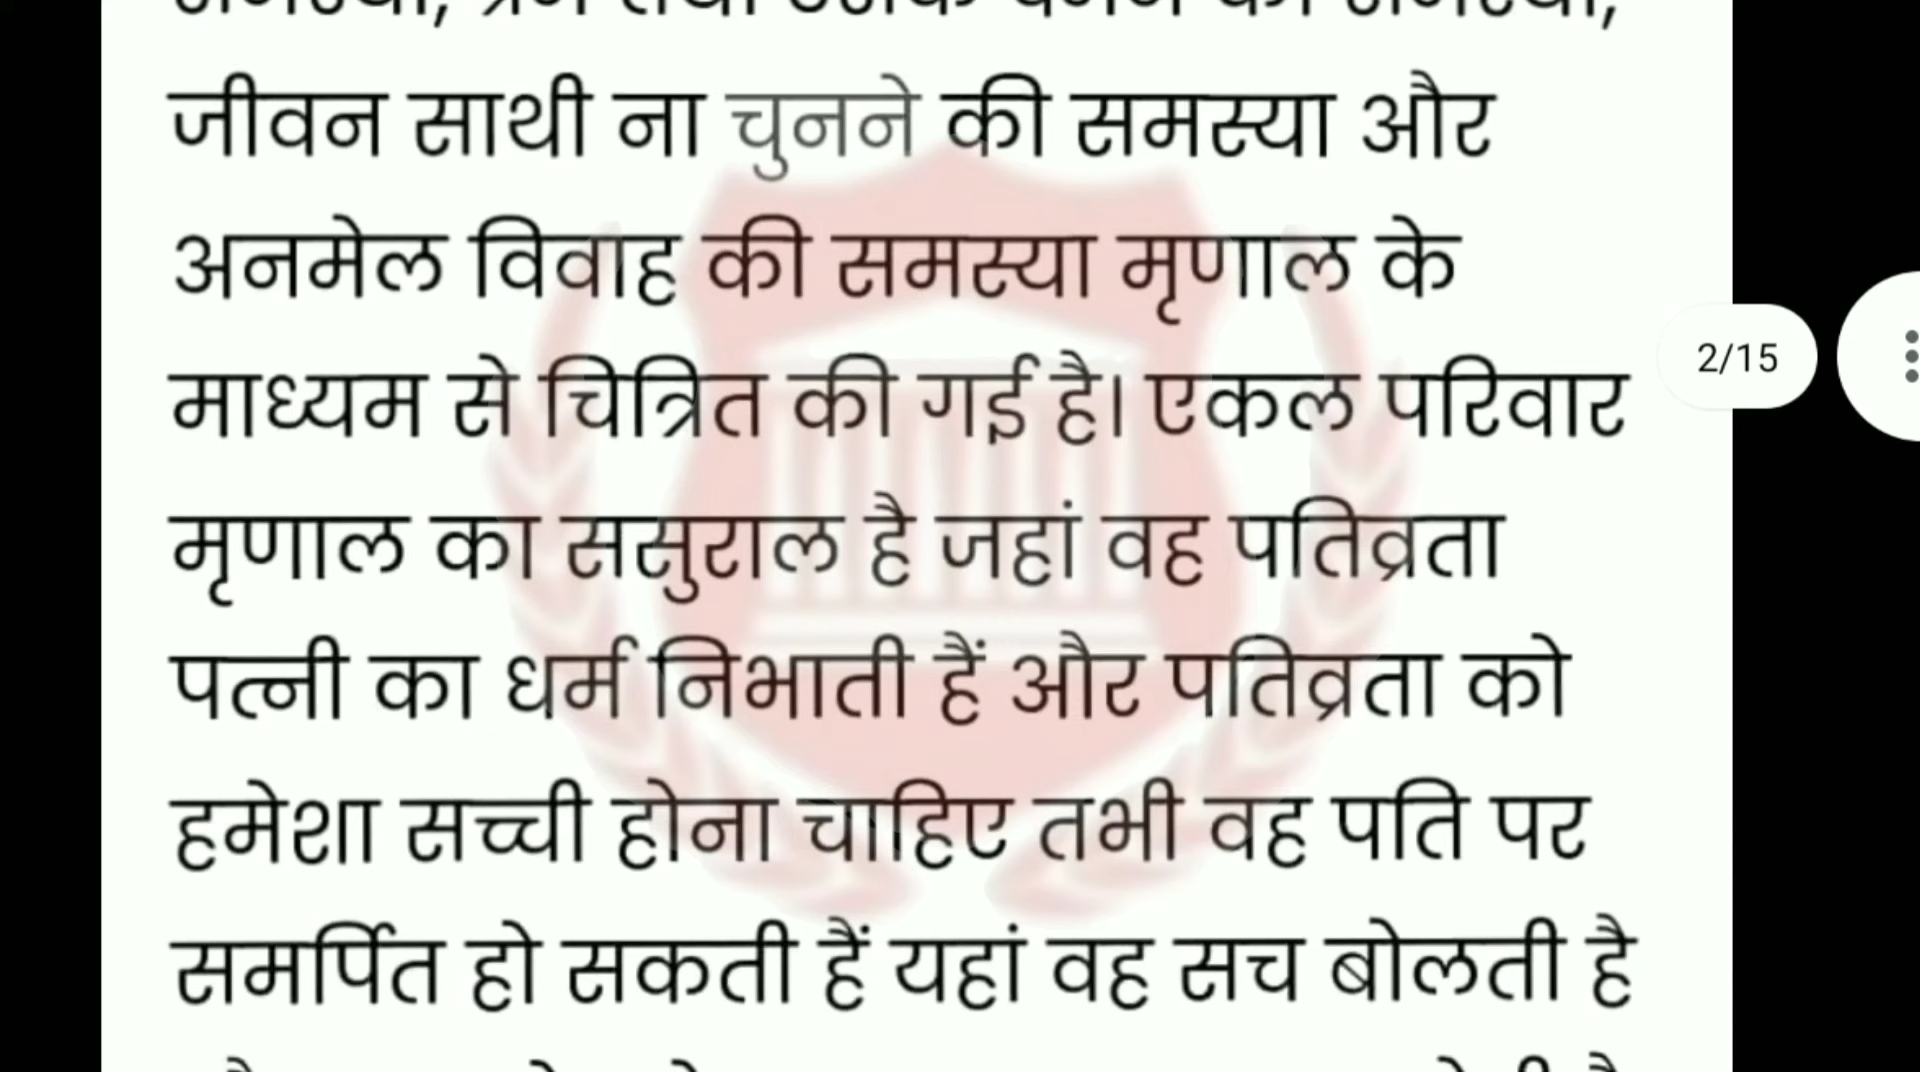 जीवन साथी ना चुनने की समस्या और
अनमेल विवाह की समस्या मृणाल के
माध्यम से चित्रित की गई है। एकल परिवार
2/15
मृणाल का ससुराल है जहां वह पतिव्रता
पत्नी का धर्म निभाती हैं और पतिव्रता को
हमेशा सच्ची होना चाहिए तभी वह पति पर
समर्पित हो सकती हैं यहां वह सच बोलती है